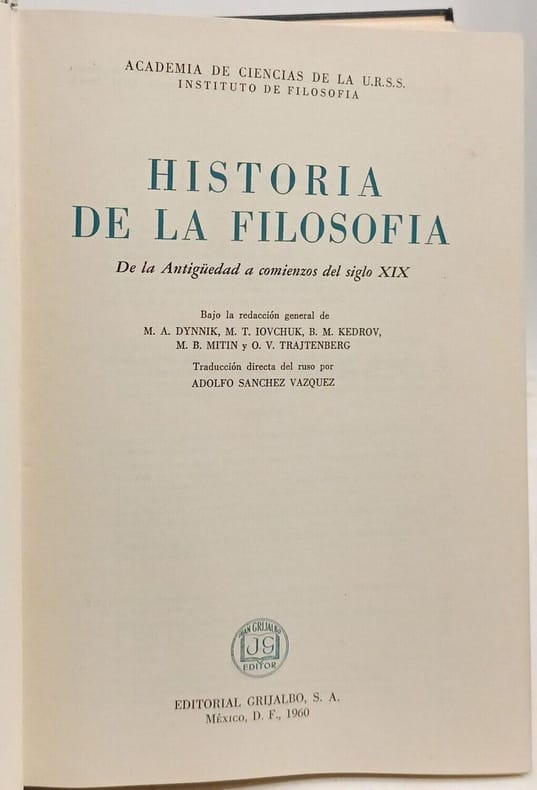 ACADEMIA DE CIENCIAS DE LA U.R.S.S.
INSTITUTO DE FILOSOFIA
HISTORIA
DE LA FILOSOFIA
De la Antigüedad a comienzos del siglo XIX
Bajo la redacción general de
M. A. DYNNIK, M. T. IOVCHUK, B. M. KEDROV,
M. B. MITIN y O. V. TRAJTENBERG
Traducción directa del ruso por
ADOLFO SANCHEZ VAZQUEZ
JUAN GRIJALBO
JG
EDITOR
EDITORIAL GRIJALBO, S. A.
MÉXICO, D. F., 1960